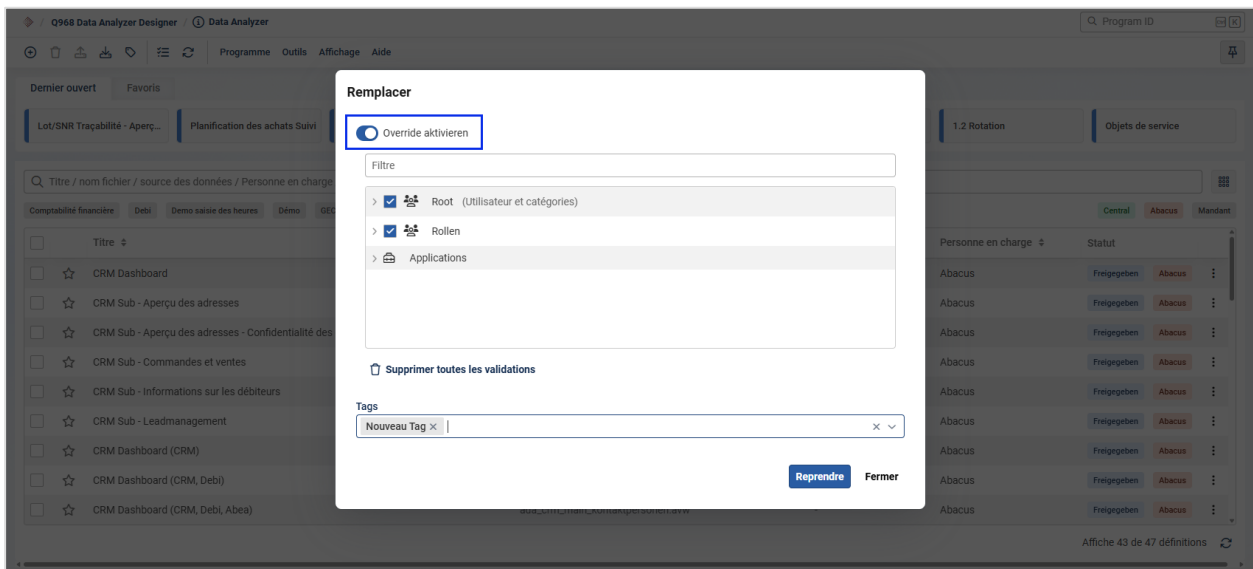 / Q968 Data Analyzer Designer / Data Analyzer
Program ID
K
Programme Outils Affichage Aide
Dernier ouvert Favoris
Remplacer
Lot/SNR Traçabilité - Aperç... Planification des achats Suivi 1.2 Rotation Objets de service
Override aktivieren
Filtre
Titre / nom fichier / source des données / Personne en charge
Root (Utilisateur et catégories)
Comptabilité financière Debi Demo saisie des heures Démo Central Abacus Mandant
Rollen
Titre Personne en charge Statut
Applications
CRM Dashboard Abacus Freigegeben Abacus
CRM Sub - Aperçu des adresses Abacus Freigegeben Abacus
CRM Sub - Aperçu des adresses - Confidentialité des Abacus Freigegeben Abacus
CRM Sub - Commandes et ventes Abacus Freigegeben Abacus
Supprimer toutes les validations
CRM Sub - Informations sur les débiteurs Abacus Freigegeben Abacus
Tags
CRM Sub - Leadmanagement Abacus Freigegeben Abacus
Nouveau Tag
CRM Dashboard (CRM) Abacus Freigegeben Abacus
Reprendre Fermer
CRM Dashboard (CRM, Debi) Abacus Freigegeben Abacus
CRM Dashboard (CRM, Debi, Abea) Abacus Freigegeben Abacus
Affiche 43 de 47 définitions